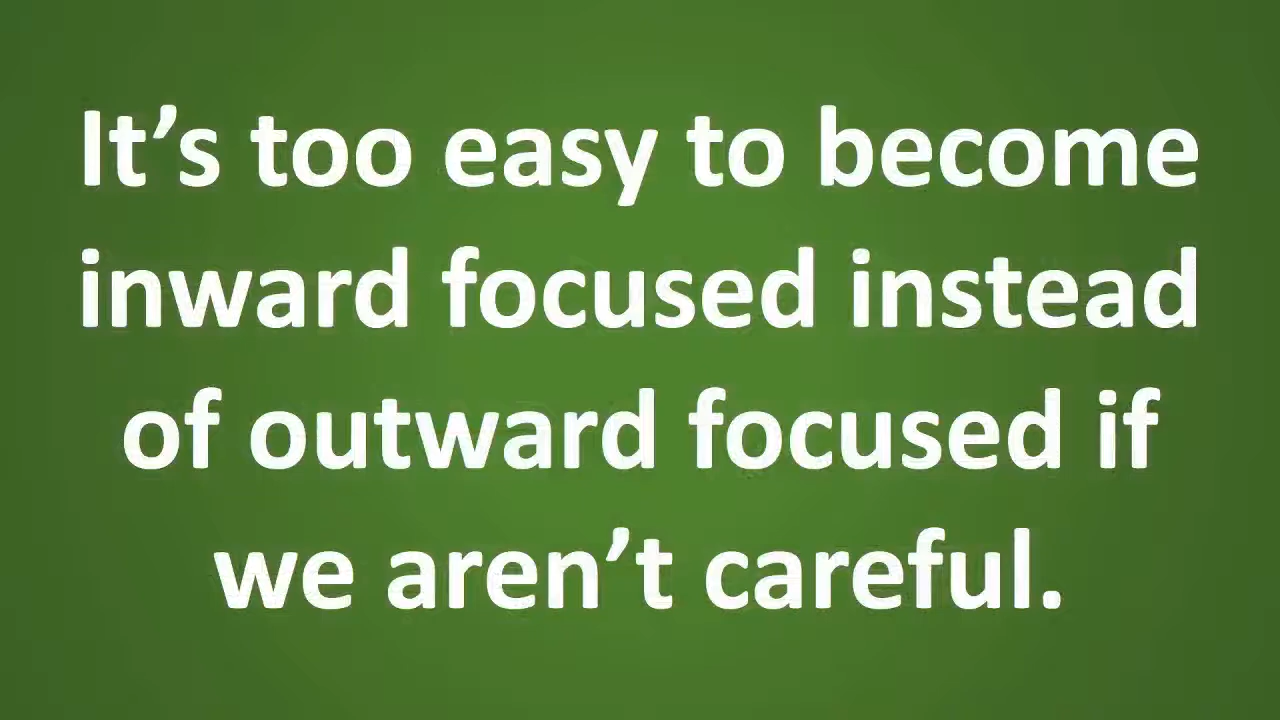 It’s too easy to become
inward focused instead
of outward focused if
we aren’t careful.